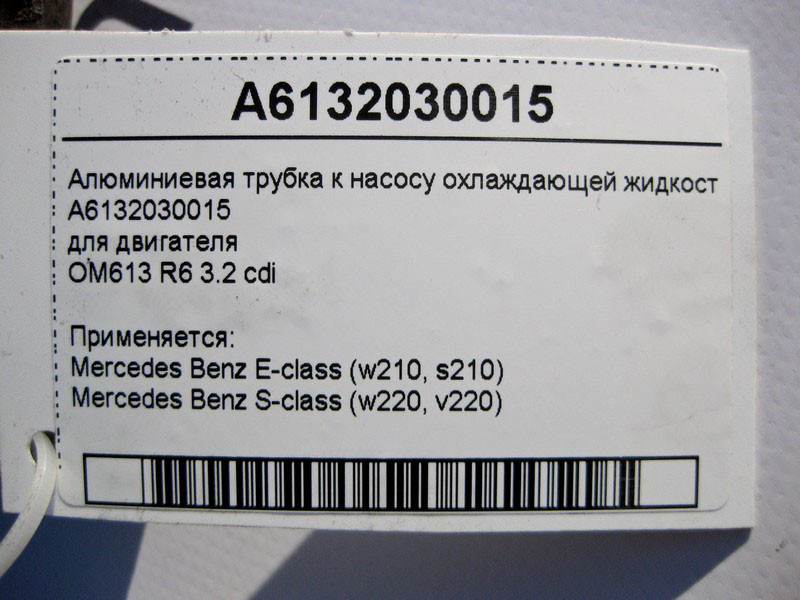 A6132030015
Алюминиевая трубка к насосу охлаждающей жидкост
A6132030015
для двигателя
OM613 R6 3.2 cdi
Применяется:
Mercedes Benz E-class (w210, s210)
Mercedes Benz S-class (w220, v220)